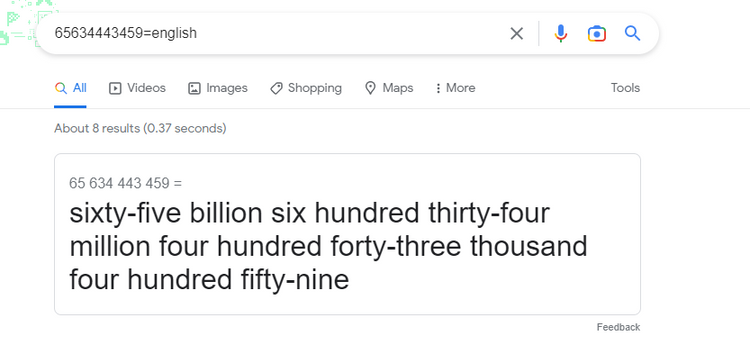 65634443459=english
All Videos Images Shopping Maps More Tools
About 8 results (0.37 seconds)
65 634 443 459 =
sixty-five billion six hundred thirty-four
million four hundred forty-three thousand
four hundred fifty-nine
Feedback